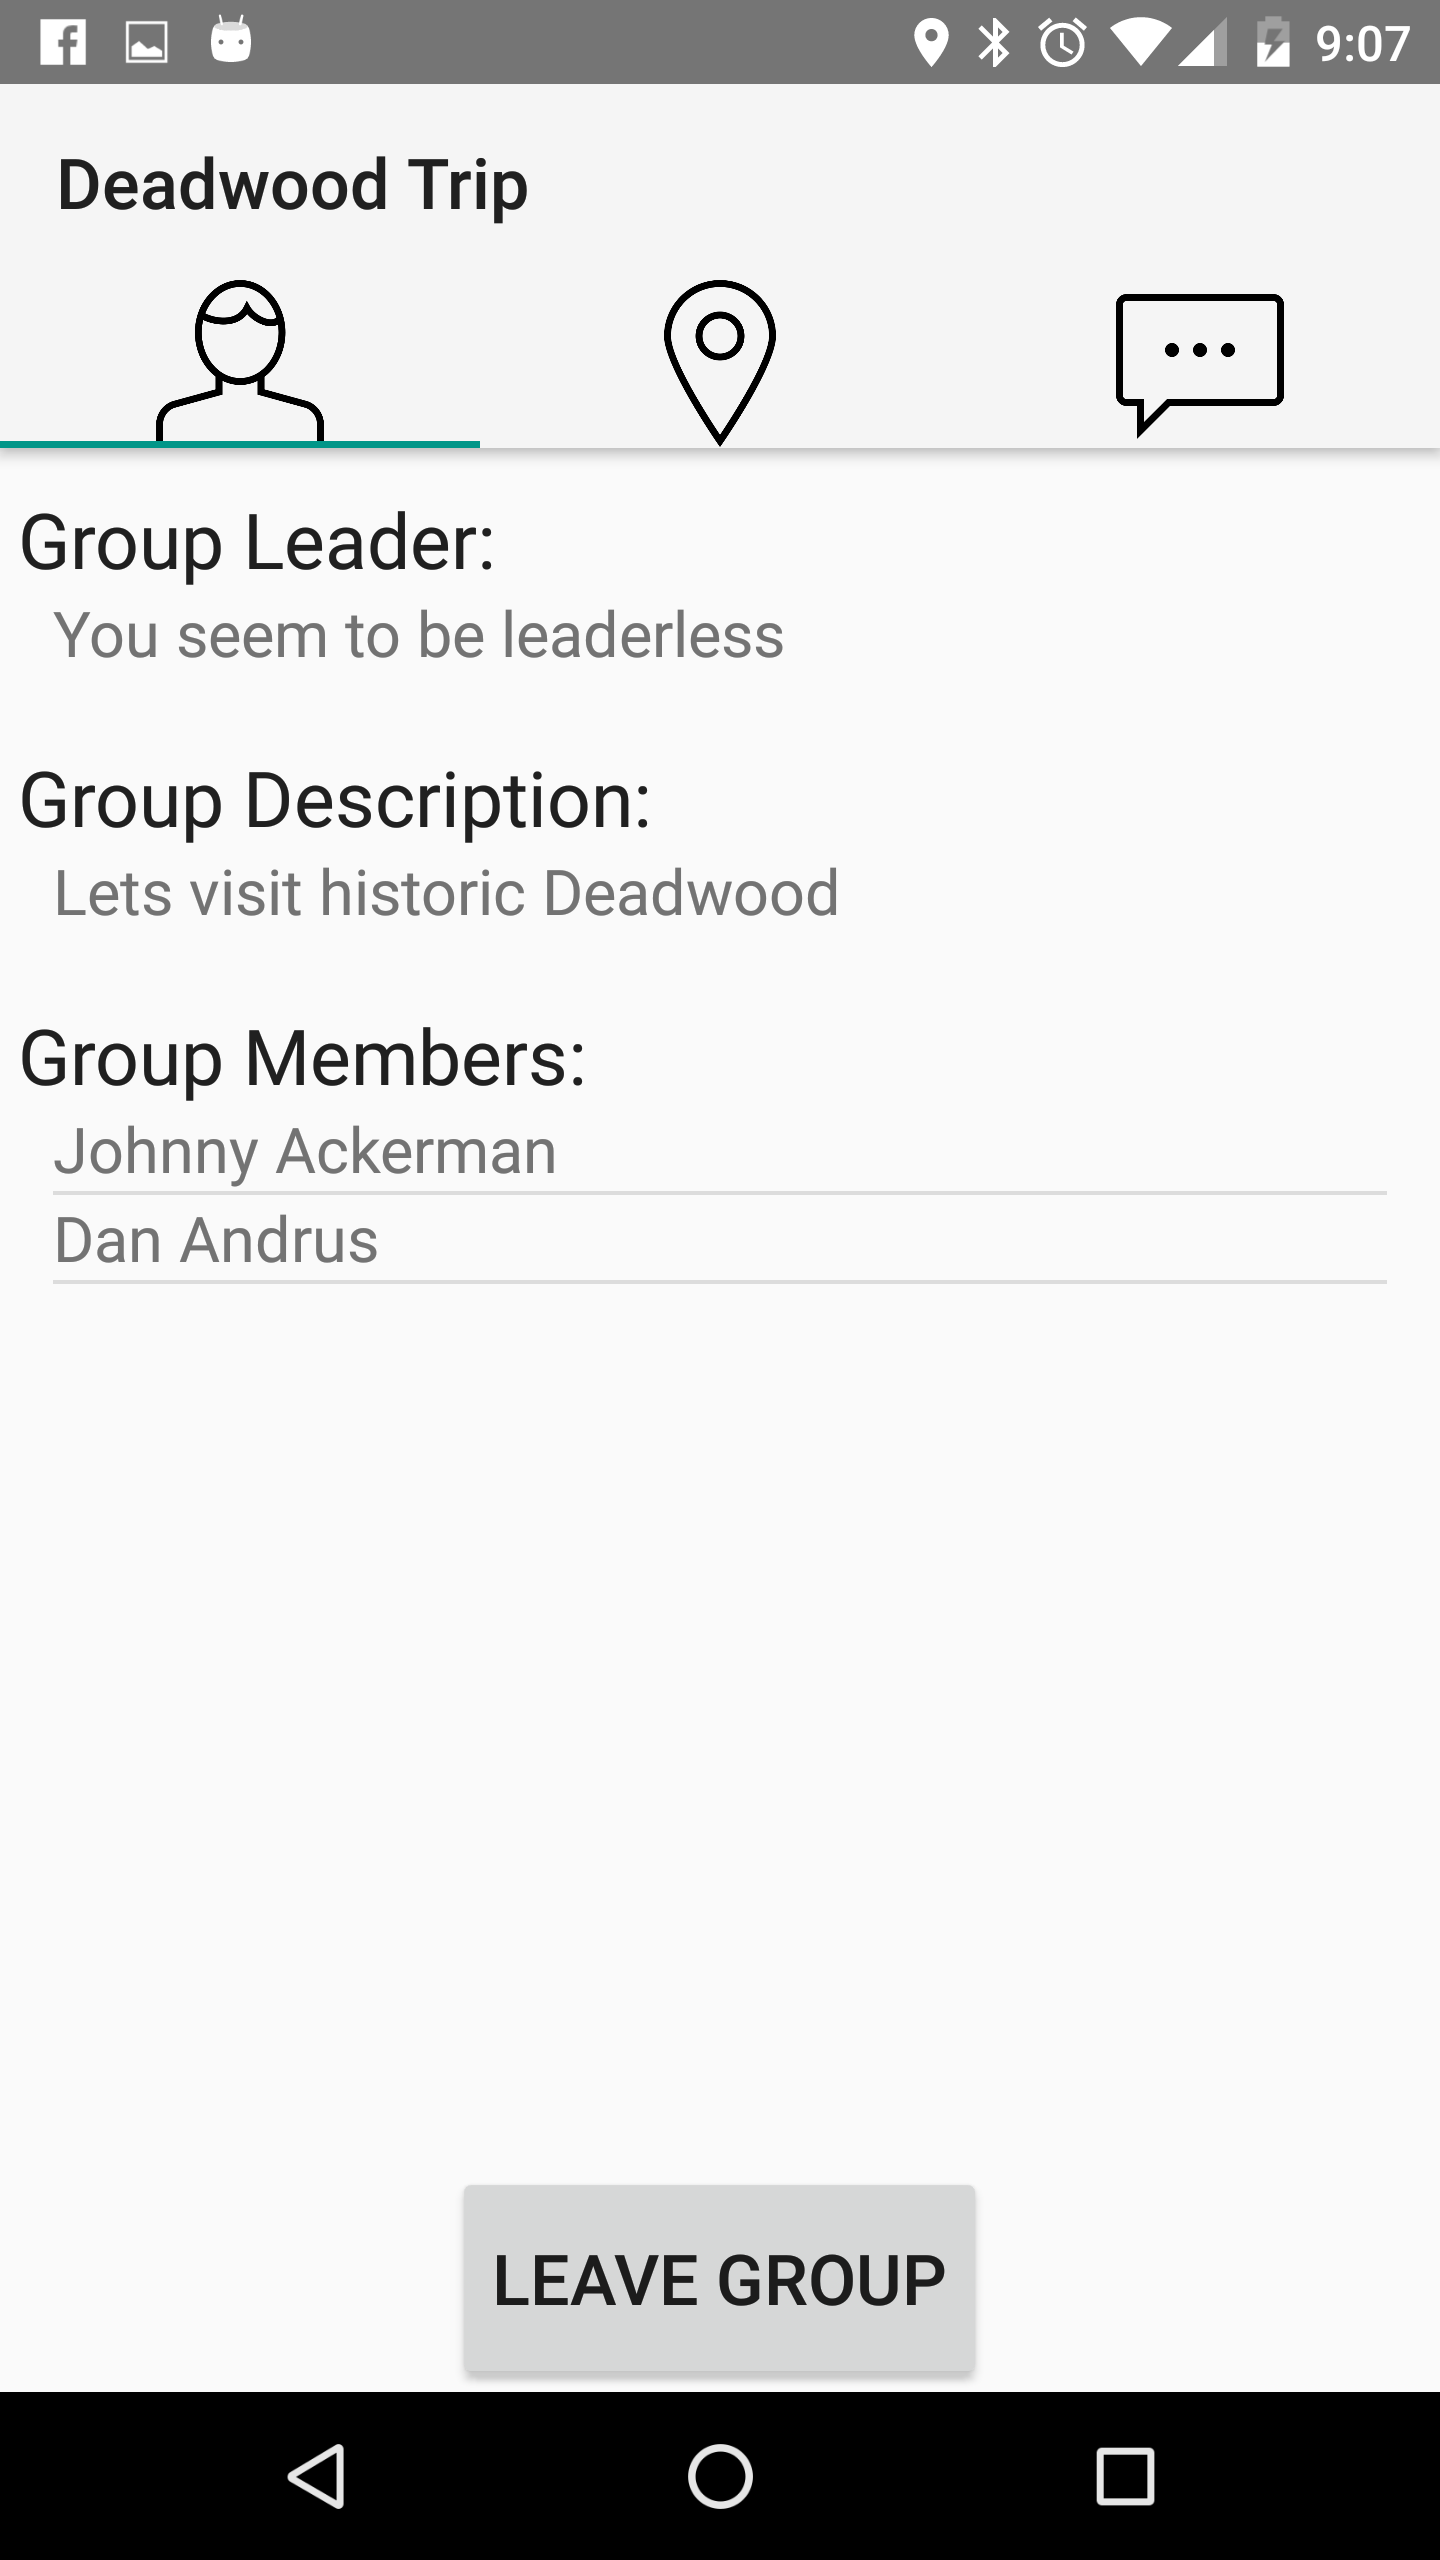 9:07
Deadwood Trip
Group Leader:
You seem to be leaderless
Group Description:
Lets visit historic Deadwood
Group Members:
Johnny Ackerman
Dan Andrus
LEAVE GROUP